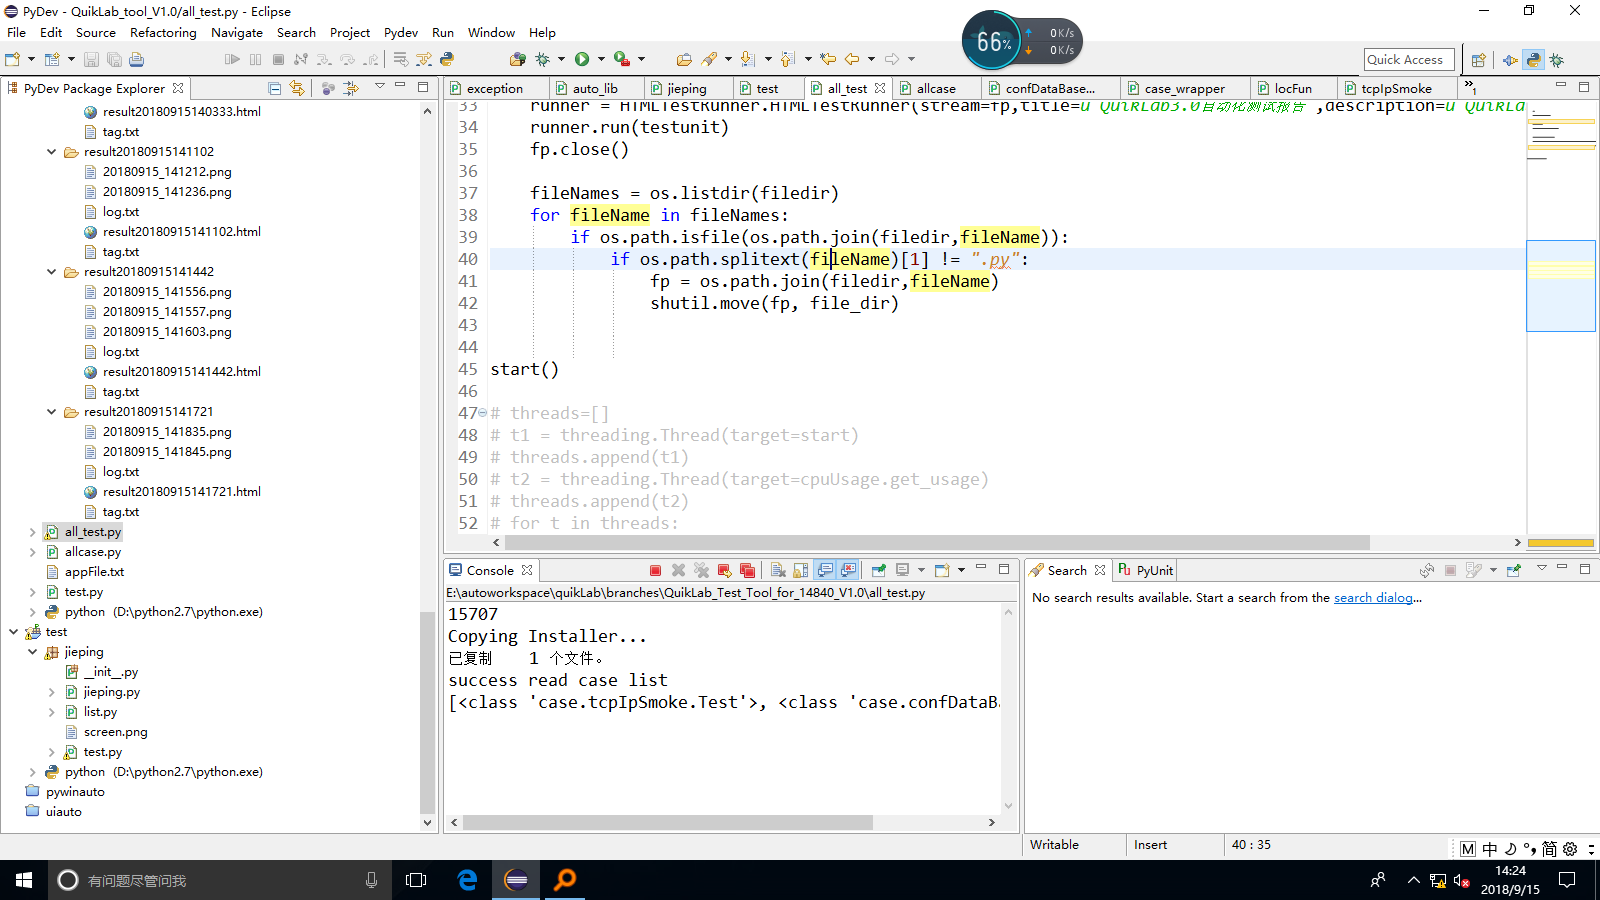 PyDev - QuikLab_tool_V1.0/all_test.py - Eclipse
File Edit Source Refactoring Navigate Search Project Pydev Run Window Help
66%
0K/s
0K/s
Quick Access
PyDev Package Explorer
result20180915140333.html
tag.txt
result20180915141102
20180915_141212.png
20180915_141236.png
log.txt
result20180915141102.html
tag.txt
result20180915141442
20180915_141556.png
20180915_141557.png
20180915_141603.png
log.txt
result20180915141442.html
tag.txt
result20180915141721
20180915_141835.png
20180915_141845.png
log.txt
result20180915141721.html
tag.txt
all_test.py
allcase.py
appFile.txt
test.py
python (D:\python2.7\python.exe)
test
jieping
__init__.py
jieping.py
list.py
screen.png
test.py
python (D:\python2.7\python.exe)
pywinauto
uiauto
exception auto_lib jieping test all_test allcase confDataBase... case_wrapper locFun tcpIpSmoke »1
33 runner = HTMLTestRunner.HTMLTestRunner(stream=fp,title=u'QuikLab3.0自动化测试报告',description=u'QuikLa
34 runner.run(testunit)
35 fp.close()
36
37 fileNames = os.listdir(filedir)
38 for fileName in fileNames:
39 if os.path.isfile(os.path.join(filedir,fileName)):
40 if os.path.splitext(fileName)[1] != ".py":
41 fp = os.path.join(filedir,fileName)
42 shutil.move(fp, file_dir)
43
44
45 start()
46
47 # threads=[]
48 # t1 = threading.Thread(target=start)
49 # threads.append(t1)
50 # t2 = threading.Thread(target=cpuUsage.get_usage)
51 # threads.append(t2)
52 # for t in threads:
Console
E:\autoworkspace\quikLab\branches\QuikLab_Test_Tool_for_14840_V1.0\all_test.py
15707
Copying Installer...
已复制 1 个文件。
success read case list
[<class 'case.tcpIpSmoke.Test'>, <class 'case.confDataBa
Search PyUnit
No search results available. Start a search from the search dialog...
Writable Insert 40 : 35
M 中 简
有问题尽管问我
14:24
2018/9/15